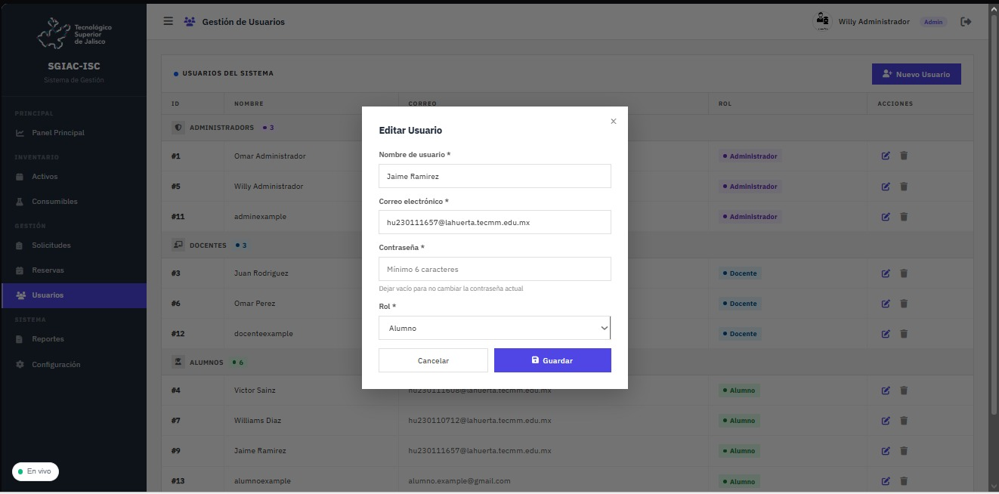 Tecnológico
Superior
de Jalisco
SGIAC-ISC
Sistema de Gestión
PRINCIPAL
Panel Principal
INVENTARIO
Activos
Consumibles
GESTIÓN
Solicitudes
Reservas
Usuarios
SISTEMA
Reportes
Configuración
En vivo
Gestión de Usuarios
Willy Administrador Admin
USUARIOS DEL SISTEMA
Nuevo Usuario
ID NOMBRE CORREO ROL ACCIONES
ADMINISTRADORS 3
#1 Omar Administrador Administrador
#5 Willy Administrador Administrador
#11 adminexample Administrador
DOCENTES 3
#3 Juan Rodriguez Docente
#6 Omar Perez Docente
#12 docenteexample Docente
ALUMNOS 6
#4 Victor Sainz hu230111608@lahuerta.tecmm.edu.mx Alumno
#7 Williams Diaz hu230110712@lahuerta.tecmm.edu.mx Alumno
#9 Jaime Ramirez hu230111657@lahuerta.tecmm.edu.mx Alumno
#13 alumnoexample alumno.example@gmail.com Alumno
Editar Usuario
×
Nombre de usuario *
Jaime Ramirez
Correo electrónico *
hu230111657@lahuerta.tecmm.edu.mx
Contraseña *
Mínimo 6 caracteres
Dejar vacío para no cambiar la contraseña actual
Rol *
Alumno
Cancelar
Guardar